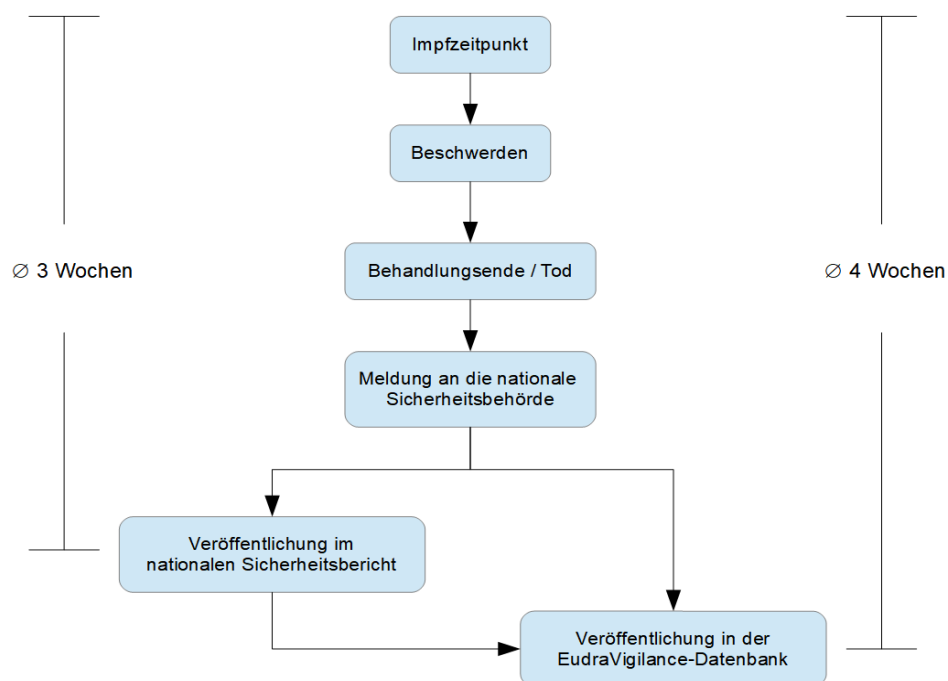 Impfzeitpunkt
Beschwerden
Behandlungsende / Tod
∅ 3 Wochen
∅ 4 Wochen
Meldung an die nationale
Sicherheitsbehörde
Veröffentlichung im
nationalen Sicherheitsbericht
Veröffentlichung in der
EudraVigilance-Datenbank